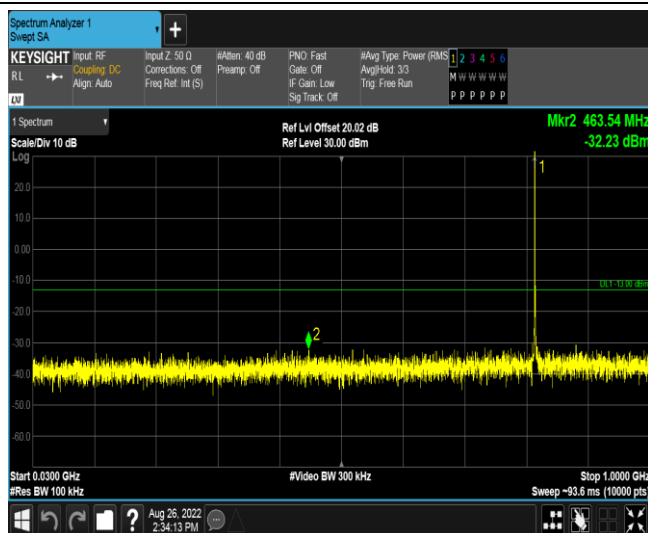 Spectrum Analyzer 1
Swept SA
+
KEYSIGHT
RL
LXI
Input: RF
Coupling: DC
Align: Auto
Input Z: 50 Ω
Corrections: Off
Freq Ref: Int (S)
#Atten: 40 dB
Preamp: Off
PNO: Fast
Gate: Off
IF Gain: Low
Sig Track: Off
#Avg Type: Power (RMS
Avg|Hold: 3/3
Trig: Free Run
1 2 3 4 5 6
M W W W W W
P P P P P P
1 Spectrum
Scale/Div 10 dB
Log
Ref Lvl Offset 20.02 dB
Ref Level 30.00 dBm
Mkr2 463.54 MHz
-32.23 dBm
1
20.0
10.0
0.00
-10.0
DL1 -13.00 dBm
-20.0
2
-30.0
-40.0
-50.0
-60.0
Start 0.0300 GHz
#Res BW 100 kHz
#Video BW 300 kHz
Stop 1.0000 GHz
Sweep ~93.6 ms (10000 pts)
?
Aug 26, 2022
2:34:13 PM